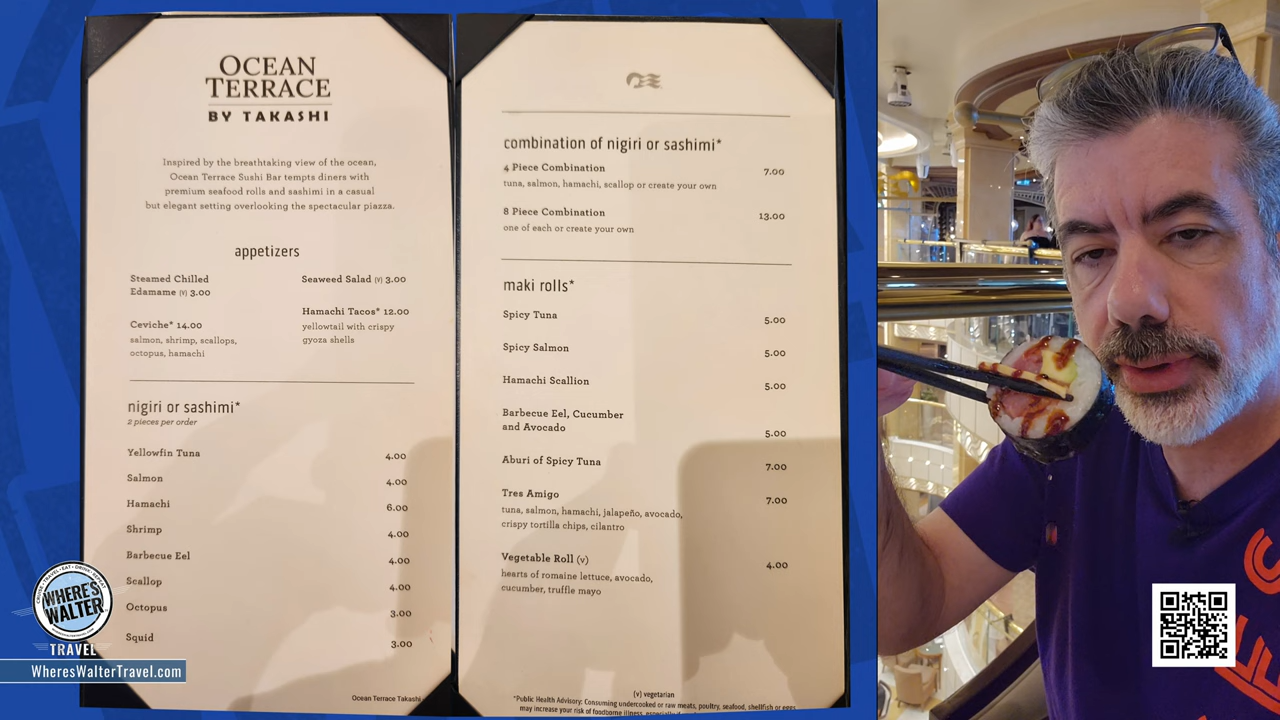 OCEAN
TERRACE
BY TAKASHI
Inspired by the breathtaking view of the ocean,
Ocean Terrace Sushi Bar tempts diners with
premium seafood rolls and sashimi in a casual
but elegant setting overlooking the spectacular piazza.
appetizers
Steamed Chilled
Edamame (v) 3.00
Ceviche* 14.00
salmon, shrimp, scallops,
octopus, hamachi
Seaweed Salad (v) 3.00
Hamachi Tacos* 12.00
yellowtail with crispy
gyoza shells
nigiri or sashimi*
2 pieces per order
Yellowfin Tuna 4.00
Salmon 4.00
Hamachi 6.00
Shrimp 4.00
Barbecue Eel 4.00
Scallop 4.00
Octopus 3.00
Squid 3.00
Ocean Terrace Takashi
combination of nigiri or sashimi*
4 Piece Combination 7.00
tuna, salmon, hamachi, scallop or create your own
8 Piece Combination 13.00
one of each or create your own
maki rolls*
Spicy Tuna 5.00
Spicy Salmon 5.00
Hamachi Scallion 5.00
Barbecue Eel, Cucumber
and Avocado 5.00
Aburi of Spicy Tuna 7.00
Tres Amigo 7.00
tuna, salmon, hamachi, jalapeño, avocado,
crispy tortilla chips, cilantro
Vegetable Roll (v) 4.00
hearts of romaine lettuce, avocado,
cucumber, truffle mayo
(v) vegetarian
*Public Health Advisory: Consuming undercooked or raw meats, poultry, seafood, shellfish or eggs
may increase your risk of foodborne illness,
WHERE'S
WALTER
TRAVEL
WheresWalterTravel.com